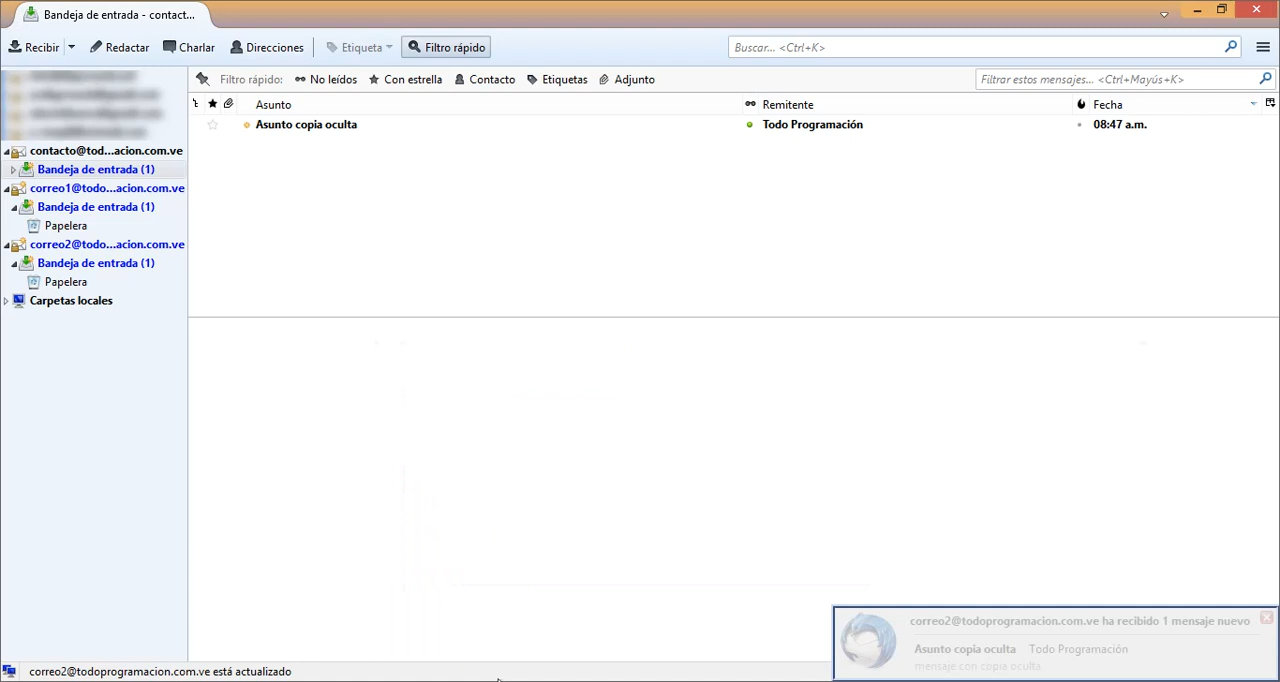 Bandeja de entrada - contact...
Recibir Redactar Charlar Direcciones Etiqueta Filtro rápido Buscar... <Ctrl+K>
Filtro rápido: No leídos Con estrella Contacto Etiquetas Adjunto Filtrar estos mensajes... <Ctrl+Mayús+K>
Asunto Remitente Fecha
Asunto copia oculta Todo Programación 08:47 a.m.
contacto@tod...acion.com.ve
Bandeja de entrada (1)
correo1@todo...acion.com.ve
Bandeja de entrada (1)
Papelera
correo2@todo...acion.com.ve
Bandeja de entrada (1)
Papelera
Carpetas locales
correo2@todoprogramacion.com.ve ha recibido 1 mensaje nuevo
Asunto copia oculta Todo Programación
mensaje con copia oculta.
correo2@todoprogramacion.com.ve está actualizado